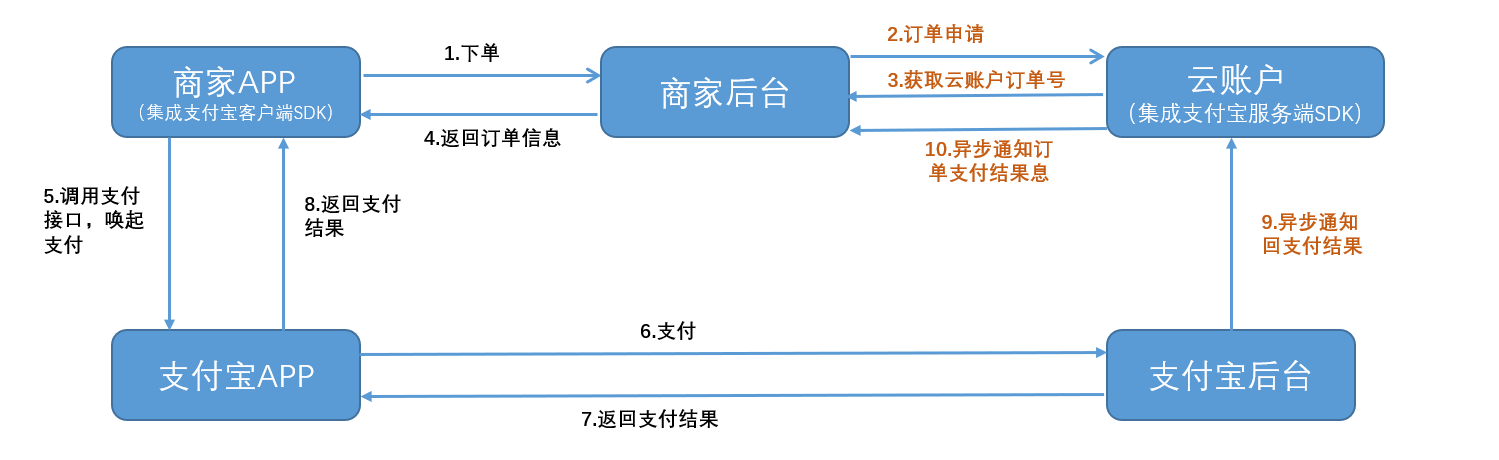 2.订单申请
1.下单
商家APP
（集成支付宝客户端SDK）
商家后台
云账户
（集成支付宝服务端SDK）
3.获取云账户订单号
4.返回订单信息
10.异步通知订
单支付结果息
5.调用支付
接口，唤起
支付
8.返回支付
结果
9.异步通知
回支付结果
6.支付
支付宝APP
支付宝后台
7.返回支付结果